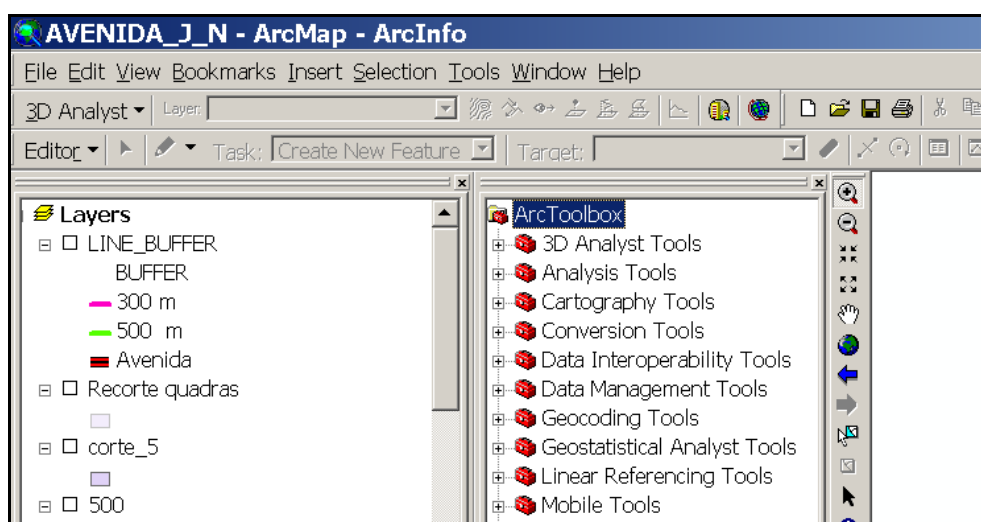 AVENIDA_J_N - ArcMap - ArcInfo
File Edit View Bookmarks Insert Selection Tools Window Help
3D Analyst Layer:
Editor Task: Create New Feature Target:
Layers
LINE_BUFFER
BUFFER
300 m
500 m
Avenida
Recorte quadras
corte_5
500
ArcToolbox
3D Analyst Tools
Analysis Tools
Cartography Tools
Conversion Tools
Data Interoperability Tools
Data Management Tools
Geocoding Tools
Geostatistical Analyst Tools
Linear Referencing Tools
Mobile Tools